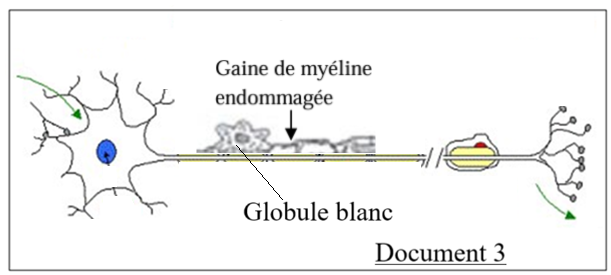 Gaine de myéline
endommagée
Globule blanc
Document 3